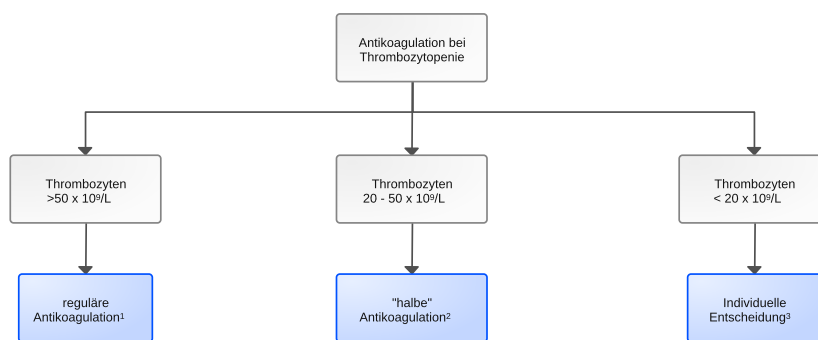 Antikoagulation bei
Thrombozytopenie
Thrombozyten
>50 x 10⁹/L
Thrombozyten
20 - 50 x 10⁹/L
Thrombozyten
< 20 x 10⁹/L
reguläre
Antikoagulation¹
"halbe"
Antikoagulation²
Individuelle
Entscheidung³